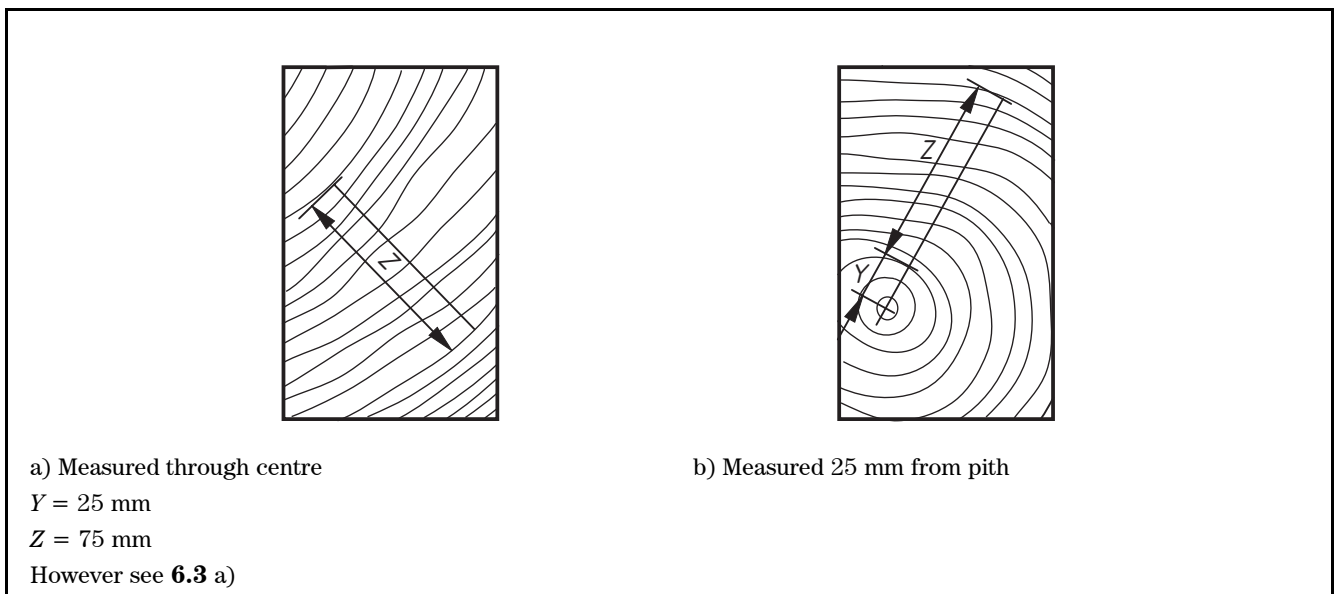 Z
Z
Y
a) Measured through centre
b) Measured 25 mm from pith
Y = 25 mm
Z = 75 mm
However see 6.3 a)